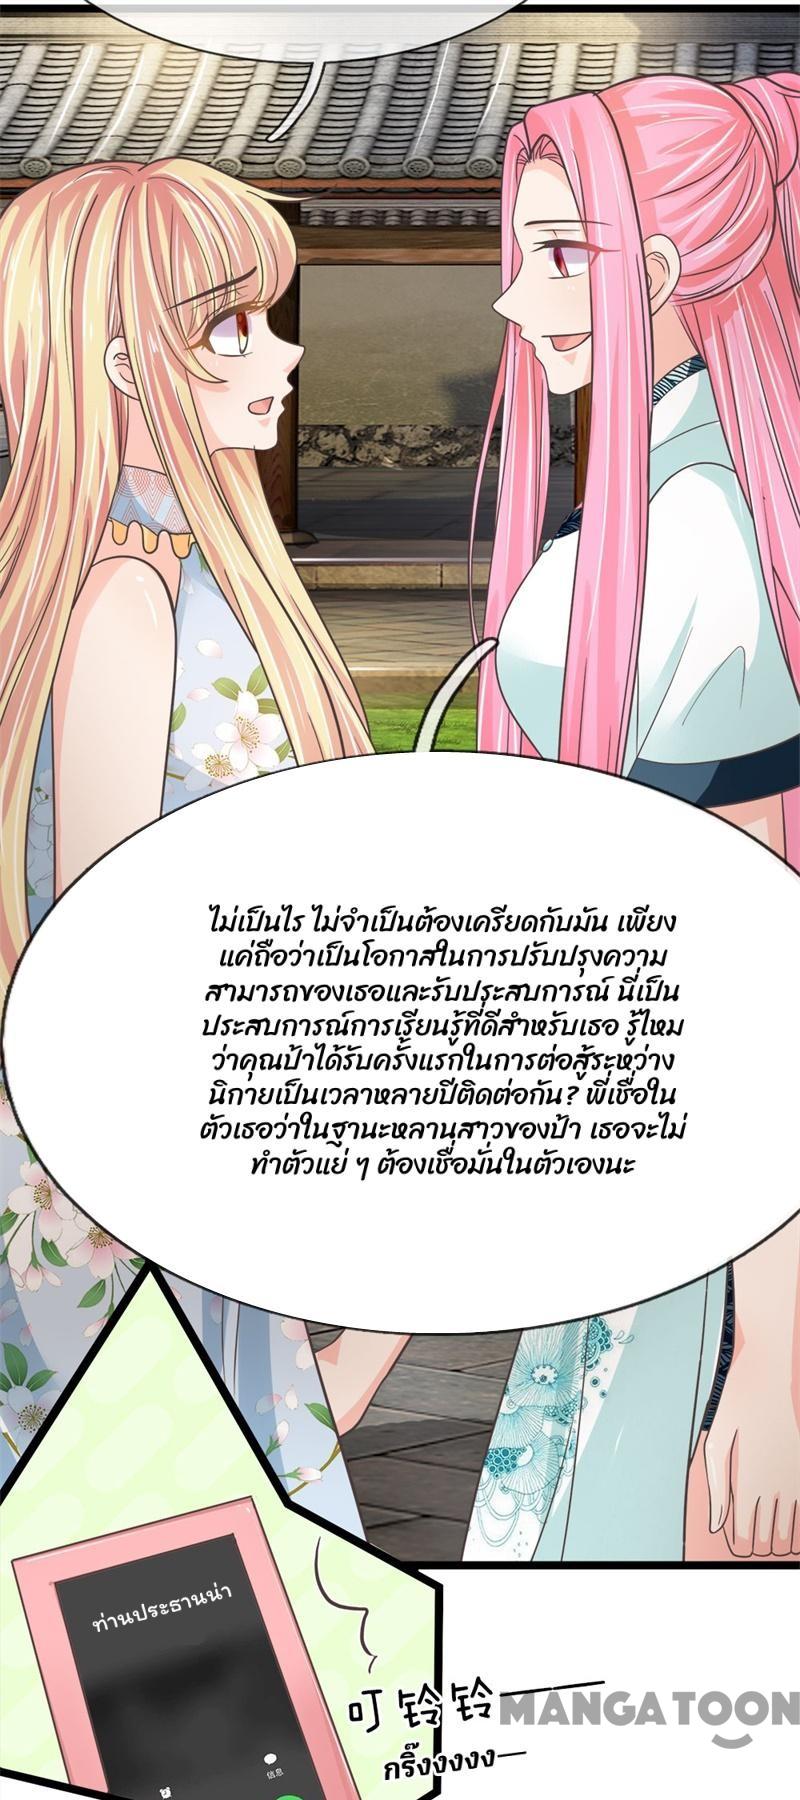 ไม่เป็นไร ไม่จำเป็นต้องเครียดกับมัน เพียง
แค่ถือว่าเป็นโอกาสในการปรับปรุงความ
สามารถของเธอและรับประสบการณ์ นี่เป็น
ประสบการณ์การเรียนรู้ที่ดีสำหรับเธอ รู้ไหม
ว่าคุณป้าได้รับครั้งแรกในการต่อสู้ระหว่าง
นิกายเป็นเวลาหลายปีติดต่อกัน? พี่เชื่อใน
ตัวเธอว่าในฐานะหลานสาวของป้า เธอจะไม่
ทำตัวแย่ ๆ ต้องเชื่อมั่นในตัวเองนะ
ท่านประธานน่า
信息
叮铃铃——
กริ๊งงงงง—
MANGATOON